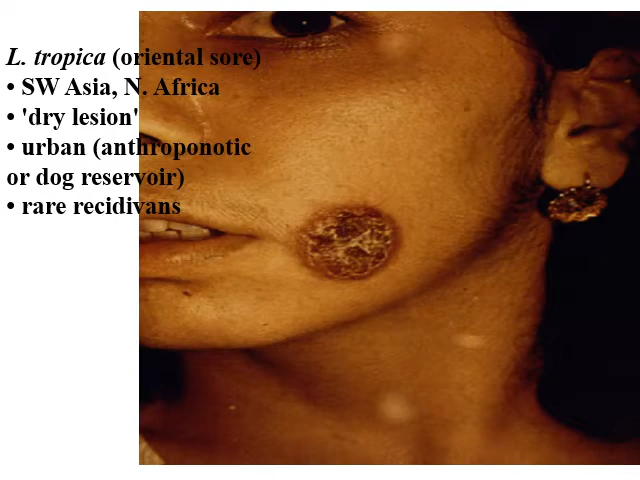 L. tropica (oriental sore)
• SW Asia, N. Africa
• 'dry lesion'
• urban (anthroponotic
or dog reservoir)
• rare recidivans